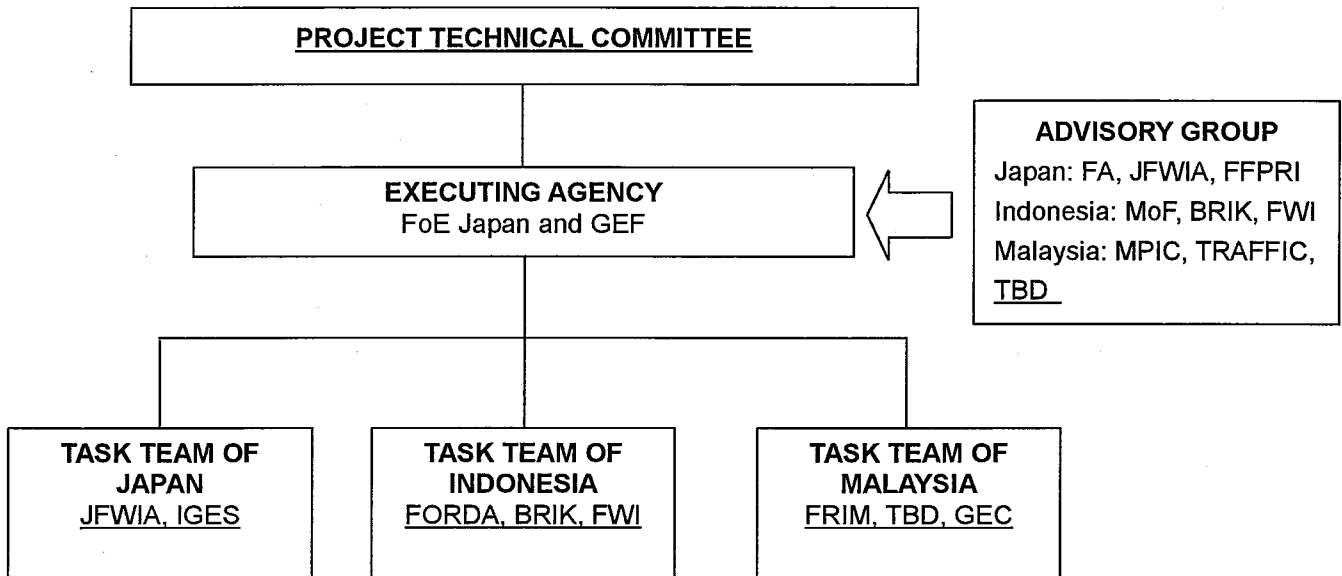 PROJECT TECHNICAL COMMITTEE
EXECUTING AGENCY
FoE Japan and GEF
ADVISORY GROUP
Japan: FA, JFWIA, FFPRI
Indonesia: MoF, BRIK, FWI
Malaysia: MPIC, TRAFFIC,
TBD
TASK TEAM OF
JAPAN
JFWIA, IGES
TASK TEAM OF
INDONESIA
FORDA, BRIK, FWI
TASK TEAM OF
MALAYSIA
FRIM, TBD, GEC